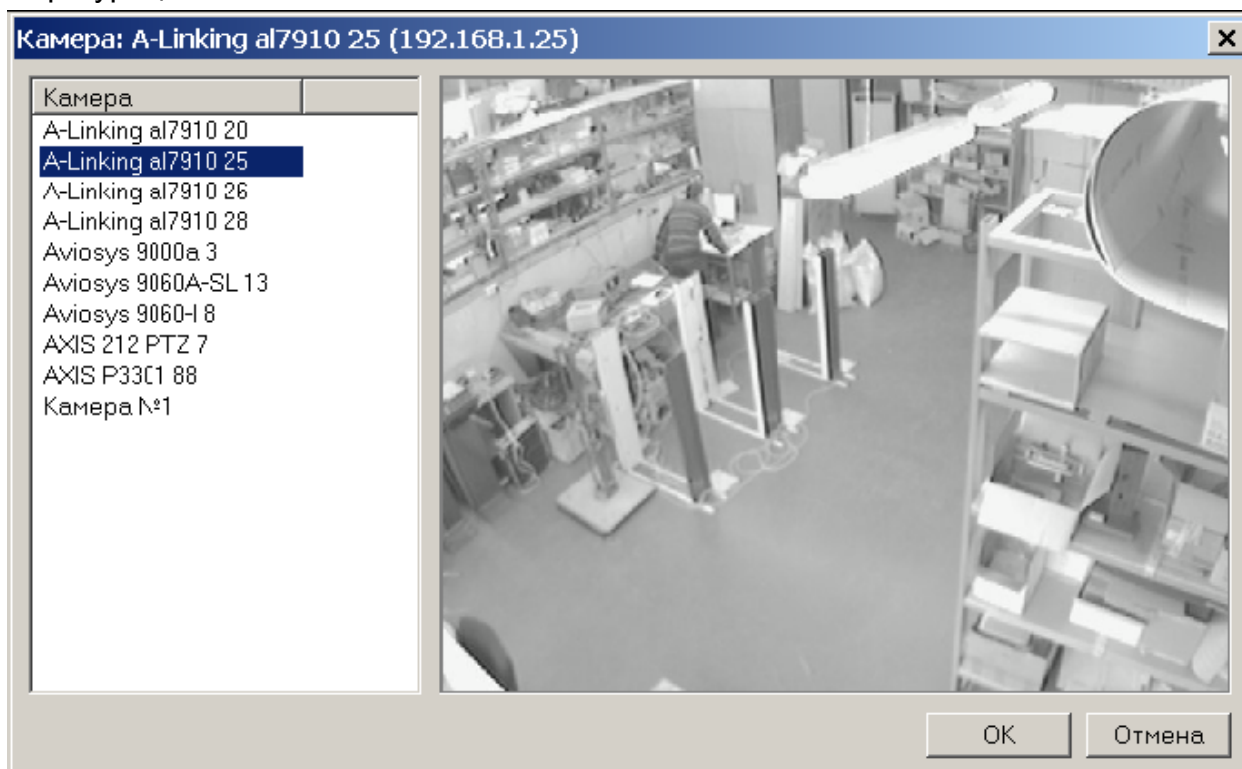 Камера: A-Linking al7910 25 (192.168.1.25)
Камера
A-Linking al7910 20
A-Linking al7910 25
A-Linking al7910 26
A-Linking al7910 28
Aviosys 9000a 3
Aviosys 9060A-SL 13
Aviosys 9060-I 8
AXIS 212 PTZ 7
AXIS P3301 88
Камера №1
OK
Отмена